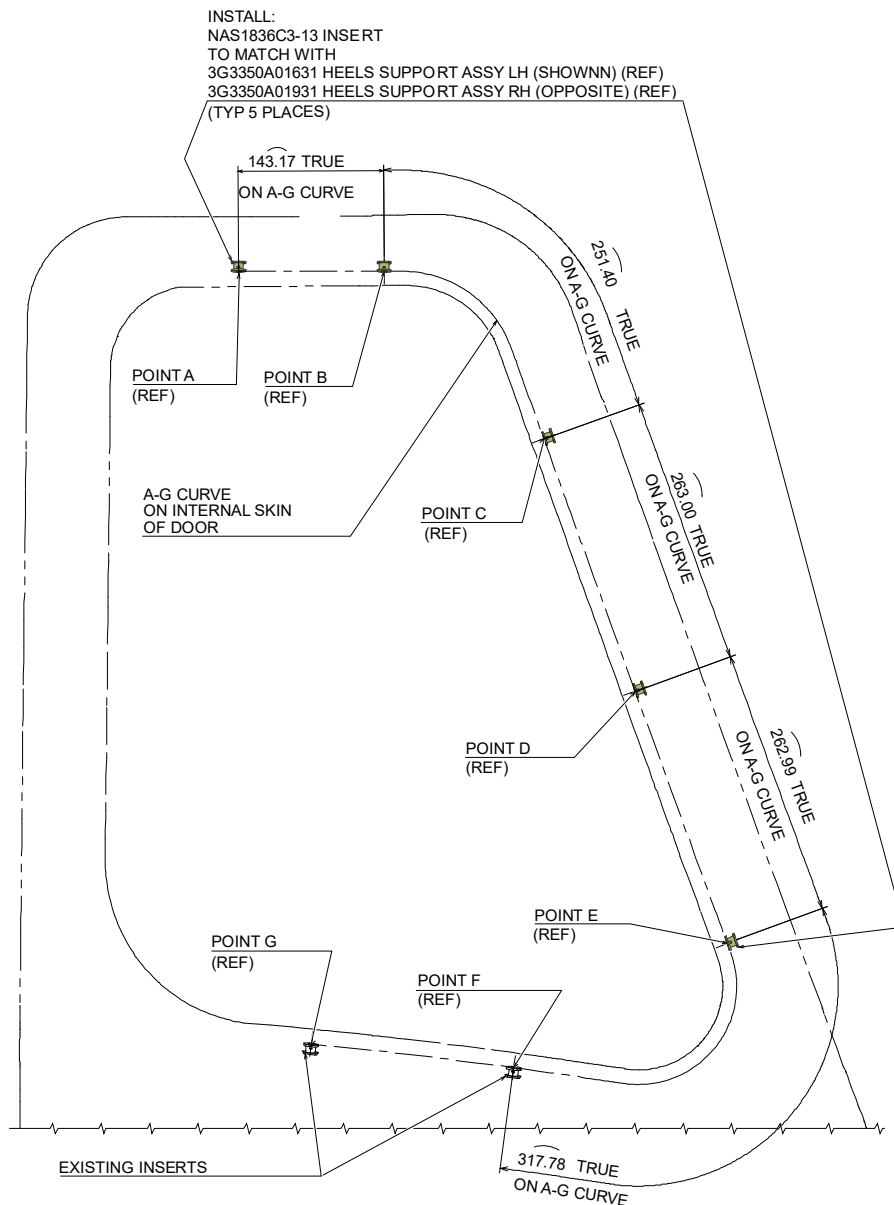 INSTALL:
NAS1836C3-13 INSERT
TO MATCH WITH
3G3350A01631 HEELS SUPPORT ASSY LH (SHOWNN) (REF)
3G3350A01931 HEELS SUPPORT ASSY RH (OPPOSITE) (REF)
(TYP 5 PLACES)
143.17 TRUE
ON A-G CURVE
251.40 TRUE
ON A-G CURVE
POINT A
(REF)
POINT B
(REF)
A-G CURVE
ON INTERNAL SKIN
OF DOOR
POINT C
(REF)
263.00 TRUE
ON A-G CURVE
POINT D
(REF)
262.99 TRUE
ON A-G CURVE
POINT E
(REF)
POINT G
(REF)
POINT F
(REF)
EXISTING INSERTS
317.78 TRUE
ON A-G CURVE